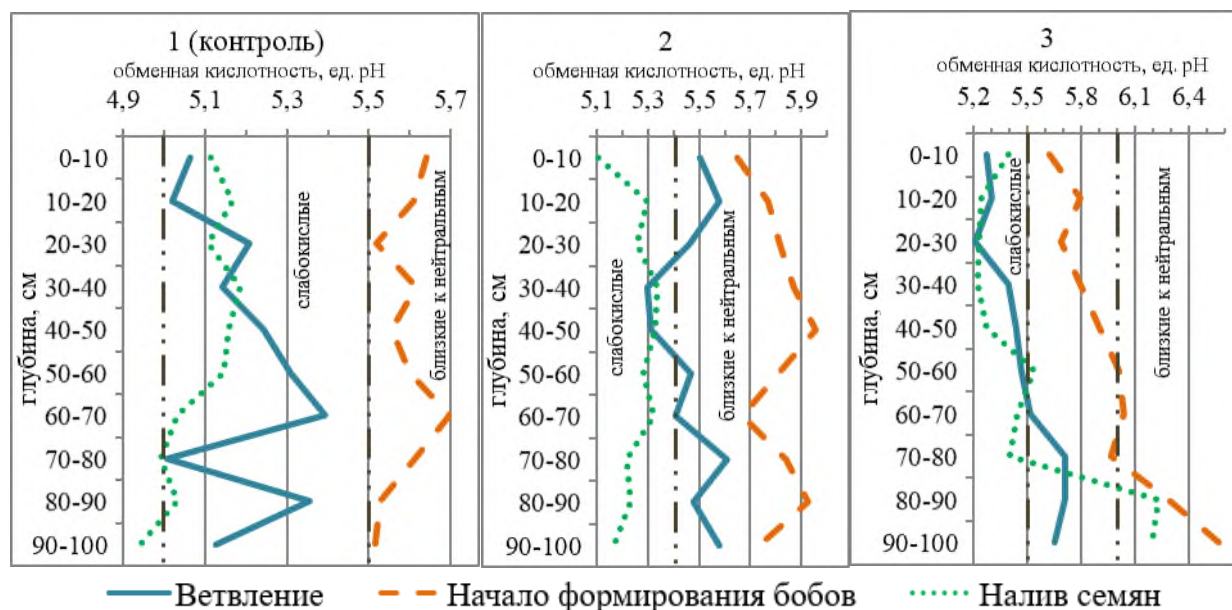 1 (контроль)
обменная кислотность, ед. pH
4,9 5,1 5,3 5,5 5,7
глубина, см
0-10
10-20
20-30
30-40
40-50
50-60
60-70
70-80
80-90
90-100
слабокислые
близкие к нейтральным
2
обменная кислотность, ед. pH
5,1 5,3 5,5 5,7 5,9
глубина, см
0-10
10-20
20-30
30-40
40-50
50-60
60-70
70-80
80-90
90-100
слабокислые
близкие к нейтральным
3
обменная кислотность, ед. pH
5,2 5,5 5,8 6,1 6,4
глубина, см
0-10
10-20
20-30
30-40
40-50
50-60
60-70
70-80
80-90
90-100
слабокислые
близкие к нейтральным
Ветвление Начало формирования бобов Налив семян